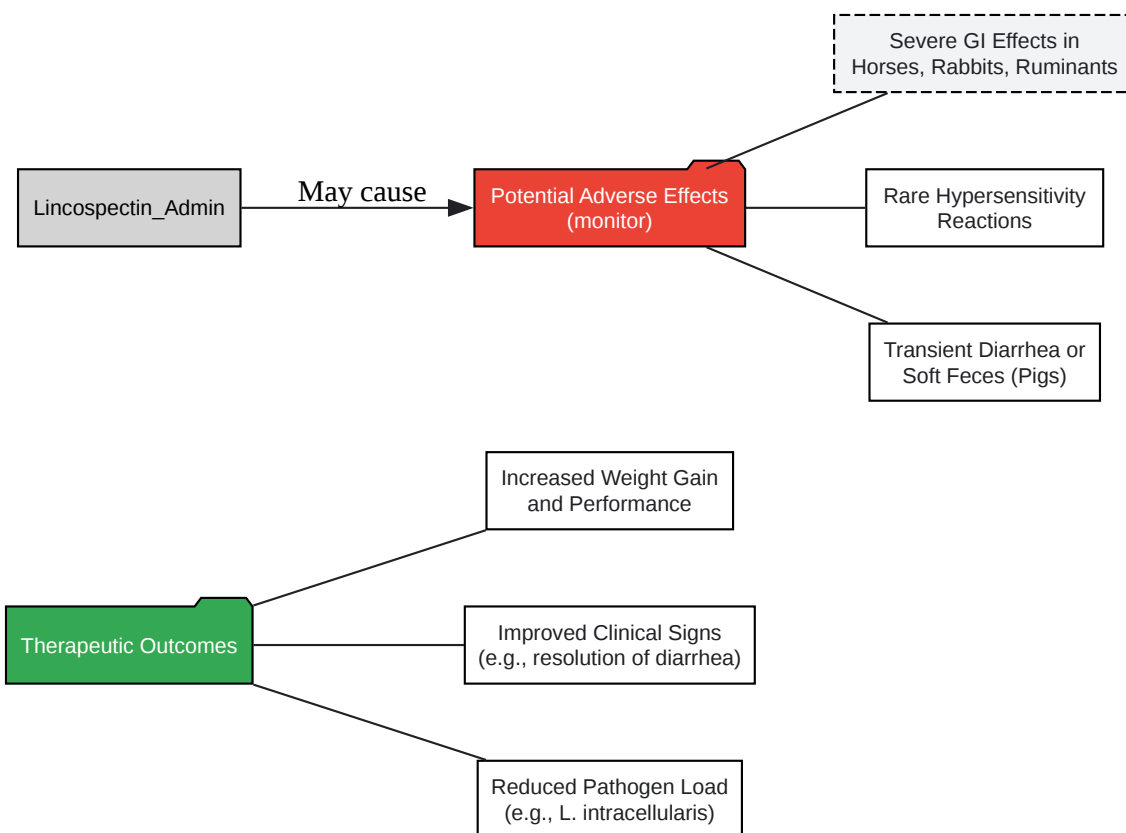 Severe GI Effects in
Horses, Rabbits, Ruminants
Lincospectin_Admin
May cause
Potential Adverse Effects
(monitor)
Rare Hypersensitivity
Reactions
Transient Diarrhea or
Soft Feces (Pigs)
Increased Weight Gain
and Performance
Therapeutic Outcomes
Improved Clinical Signs
(e.g., resolution of diarrhea)
Reduced Pathogen Load
(e.g., L. intracellularis)